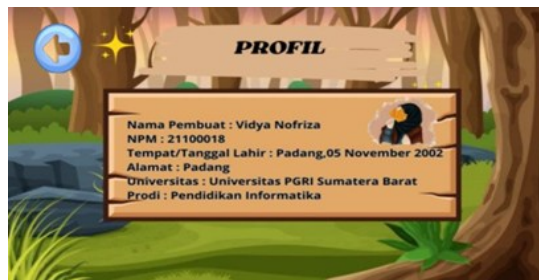 PROFIL
Nama Pembuat : Vidya Nofriza
NPM : 21100018
Tempat/Tanggal Lahir : Padang,05 November 2002
Alamat : Padang
Universitas : Universitas PGRI Sumatera Barat
Prodi : Pendidikan Informatika